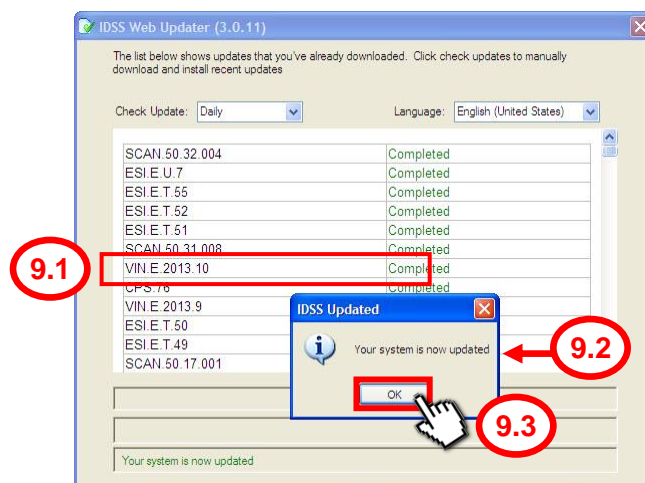 IDSS Web Updater (3.0.11)
The list below shows updates that you've already downloaded. Click check updates to manually
download and install recent updates
Check Update: Daily Language: English (United States)
SCAN.50.32.004 Completed
ESI.E.U.7 Completed
ESI.E.T.55 Completed
ESI.E.T.52 Completed
ESI.E.T.51 Completed
SCAN.50.31.008 Completed
9.1 VIN.E.2013.10 Completed
CPS.76 Completed
VIN.E.2013.9
IDSS Updated
ESI.E.T.50
ESI.E.T.49
Your system is now updated 9.2
SCAN.50.17.001
OK
9.3
Your system is now updated